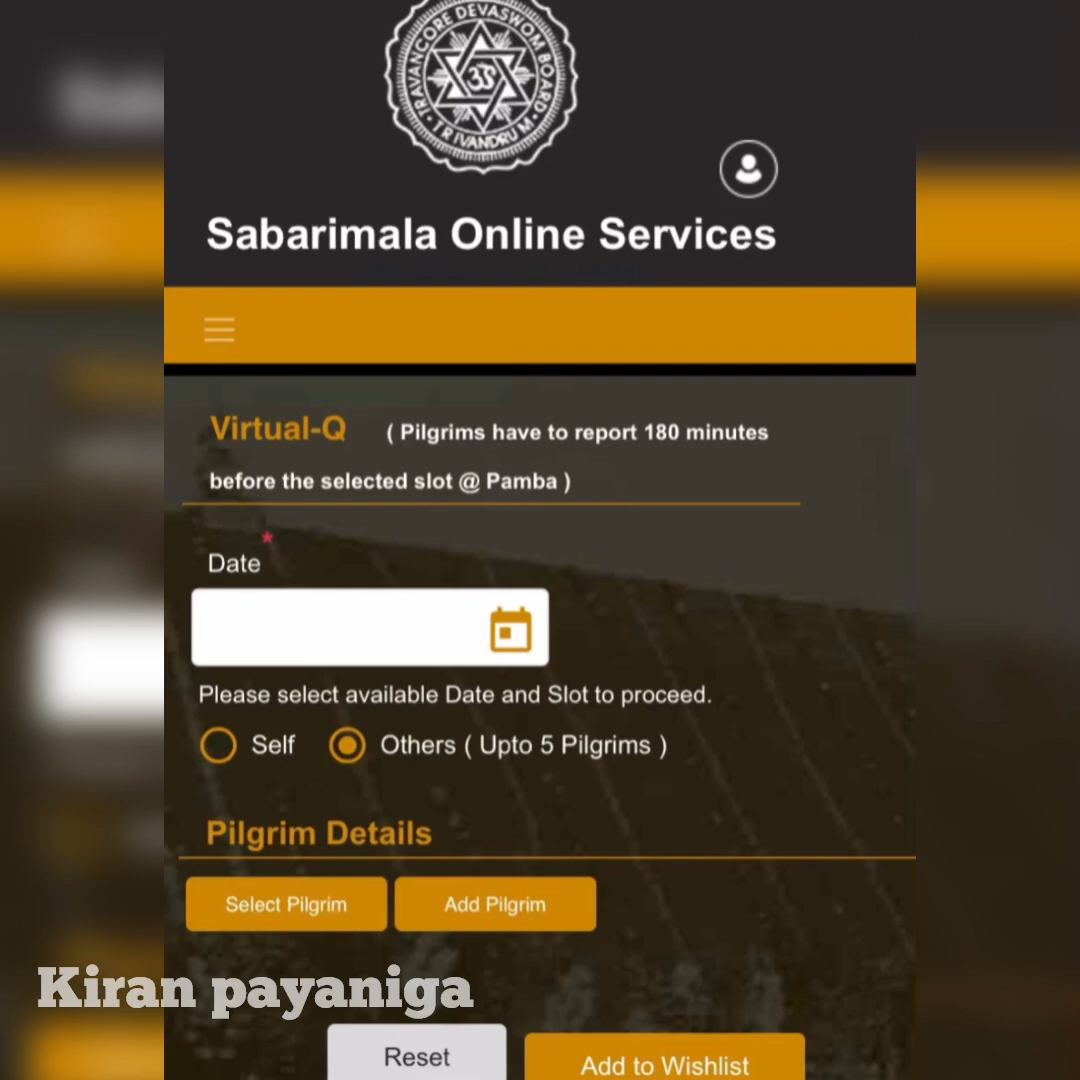 TRAVANCORE DEVASWOM BOARD
ॐ
TRIVANDRUM
Sabarimala Online Services
Virtual-Q ( Pilgrims have to report 180 minutes
before the selected slot @ Pamba )
*
Date
Please select available Date and Slot to proceed.
Self Others ( Upto 5 Pilgrims )
Pilgrim Details
Select Pilgrim Add Pilgrim
Kiran payaniga
Reset Add to Wishlist